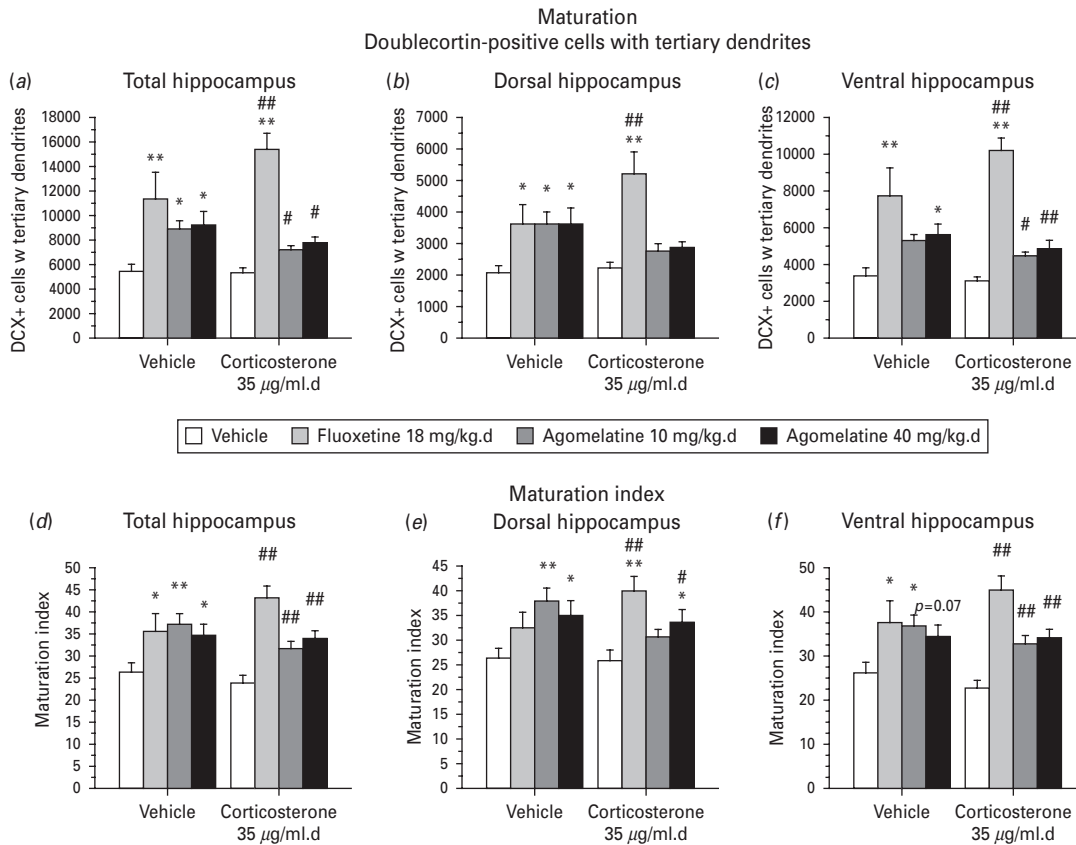 Maturation
Doublecortin-positive cells with tertiary dendrites
(a) Total hippocampus
DCX+ cells w tertiary dendrites
18000
16000
14000
12000
10000
8000
6000
4000
2000
0
**
*
*
##
**
#
#
Vehicle
Corticosterone
35 μg/ml.d
(b) Dorsal hippocampus
DCX+ cells w tertiary dendrites
7000
6000
5000
4000
3000
2000
1000
0
*
*
*
##
**
Vehicle
Corticosterone
35 μg/ml.d
(c) Ventral hippocampus
DCX+ cells w tertiary dendrites
12000
10000
8000
6000
4000
2000
0
**
*
##
**
#
##
Vehicle
Corticosterone
35 μg/ml.d
Vehicle Fluoxetine 18 mg/kg.d Agomelatine 10 mg/kg.d Agomelatine 40 mg/kg.d
Maturation index
(d) Total hippocampus
Maturation index
50
45
40
35
30
25
20
15
10
5
0
*
**
*
##
##
##
Vehicle
Corticosterone
35 μg/ml.d
(e) Dorsal hippocampus
Maturation index
45
40
35
30
25
20
15
10
5
0
**
*
##
**
#
*
Vehicle
Corticosterone
35 μg/ml.d
(f) Ventral hippocampus
Maturation index
50
40
30
20
10
0
*
*
p=0.07
##
##
##
Vehicle
Corticosterone
35 μg/ml.d